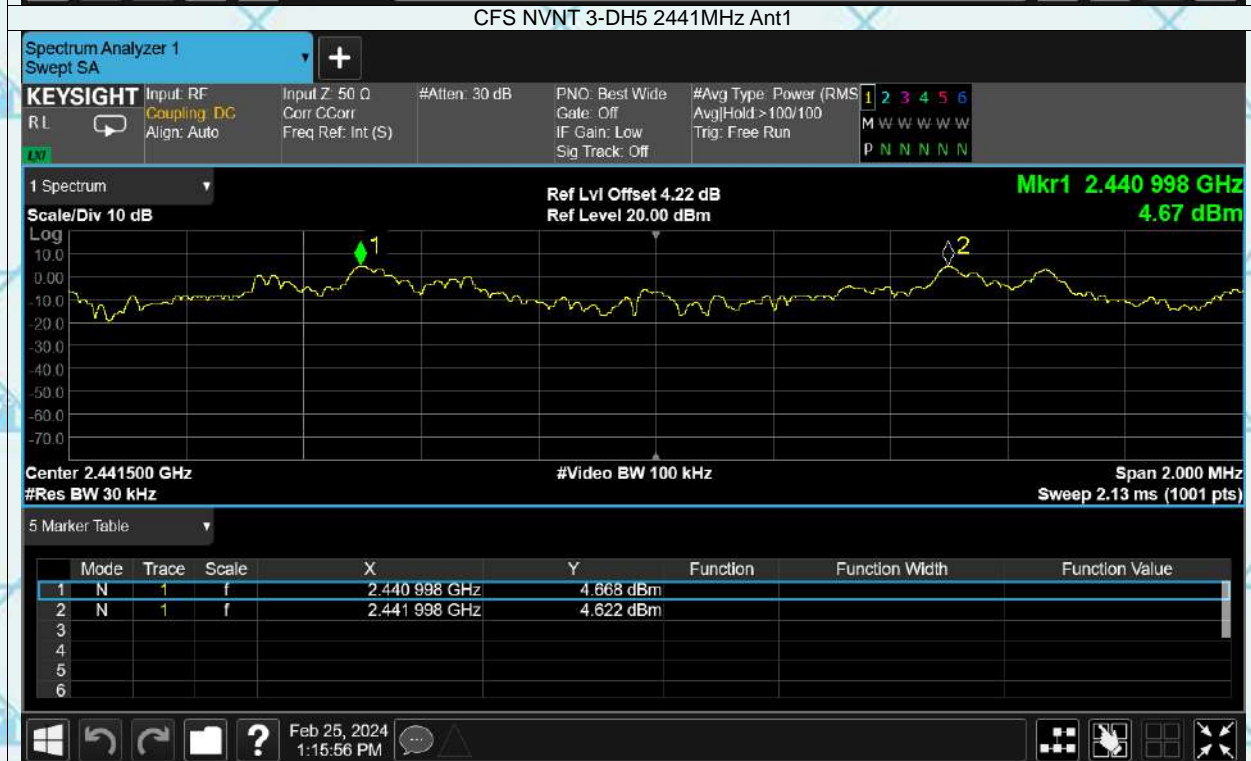 CFS NVNT 3-DH5 2441MHz Ant1
Spectrum Analyzer 1
Swept SA
+
KEYSIGHT Input: RF Input Z: 50 Ω #Atten: 30 dB PNO: Best Wide #Avg Type: Power (RMS 1 2 3 4 5 6
RL Coupling: DC Corr CCorr Gate: Off Avg|Hold:>100/100 M W W W W W
Align: Auto Freq Ref: Int (S) IF Gain: Low Trig: Free Run
LXI Sig Track: Off P N N N N N
1 Spectrum Ref Lvl Offset 4.22 dB Mkr1 2.440 998 GHz
Scale/Div 10 dB Ref Level 20.00 dBm 4.67 dBm
Log
1 2
10.0
0.00
-10.0
-20.0
-30.0
-40.0
-50.0
-60.0
-70.0
Center 2.441500 GHz #Video BW 100 kHz Span 2.000 MHz
#Res BW 30 kHz Sweep 2.13 ms (1001 pts)
5 Marker Table
Mode Trace Scale X Y Function Function Width Function Value
1 N 1 f 2.440 998 GHz 4.668 dBm
2 N 1 f 2.441 998 GHz 4.622 dBm
3
4
5
6
? Feb 25, 2024
1:15:56 PM